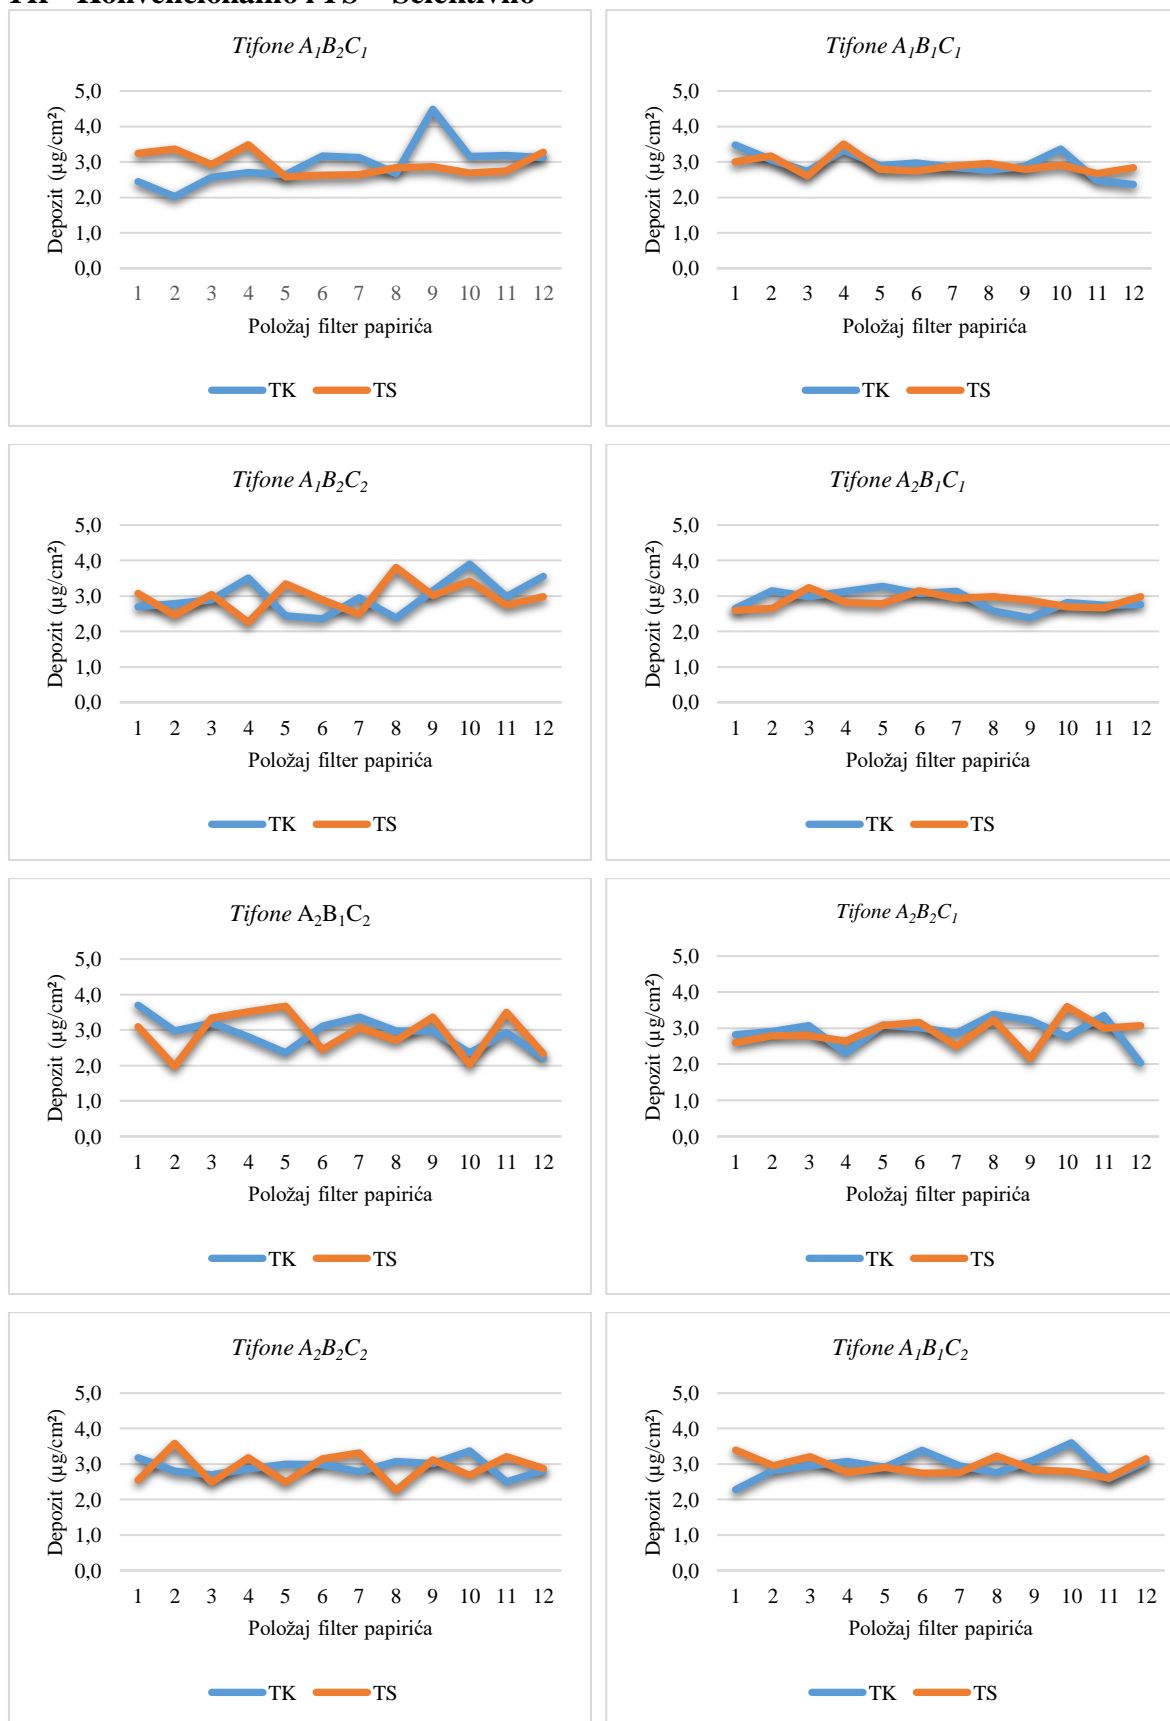 TK – Konvencionalno i TS – Selektivno
Tifone A₁B₂C₁
Depozit (µg/cm²)
5,0
4,0
3,0
2,0
1,0
0,0
1 2 3 4 5 6 7 8 9 10 11 12
Položaj filter papirića
TK TS
Tifone A₁B₁C₁
Depozit (µg/cm²)
5,0
4,0
3,0
2,0
1,0
0,0
1 2 3 4 5 6 7 8 9 10 11 12
Položaj filter papirića
TK TS
Tifone A₁B₂C₂
Depozit (µg/cm²)
5,0
4,0
3,0
2,0
1,0
0,0
1 2 3 4 5 6 7 8 9 10 11 12
Položaj filter papirića
TK TS
Tifone A₂B₁C₁
Depozit (µg/cm²)
5,0
4,0
3,0
2,0
1,0
0,0
1 2 3 4 5 6 7 8 9 10 11 12
Položaj filter papirića
TK TS
Tifone A₂B₁C₂
Depozit (µg/cm²)
5,0
4,0
3,0
2,0
1,0
0,0
1 2 3 4 5 6 7 8 9 10 11 12
Položaj filter papirića
TK TS
Tifone A₂B₂C₁
Depozit (µg/cm²)
5,0
4,0
3,0
2,0
1,0
0,0
1 2 3 4 5 6 7 8 9 10 11 12
Položaj filter papirića
TK TS
Tifone A₂B₂C₂
Depozit (µg/cm²)
5,0
4,0
3,0
2,0
1,0
0,0
1 2 3 4 5 6 7 8 9 10 11 12
Položaj filter papirića
TK TS
Tifone A₁B₁C₂
Depozit (µg/cm²)
5,0
4,0
3,0
2,0
1,0
0,0
1 2 3 4 5 6 7 8 9 10 11 12
Položaj filter papirića
TK TS